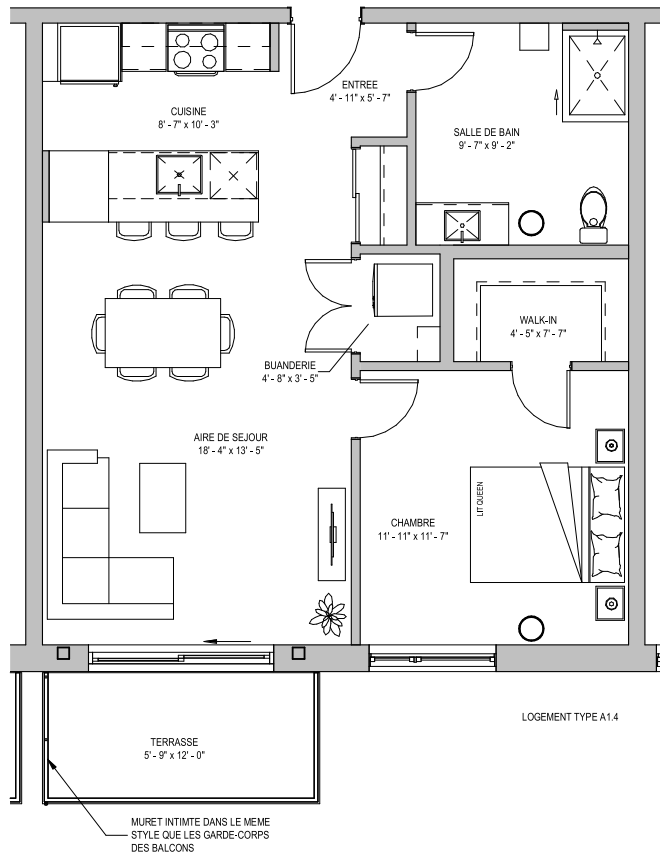 ENTREE
4' - 11" x 5' - 7"
CUISINE
8' - 7" x 10' - 3"
SALLE DE BAIN
9' - 7" x 9' - 2"
WALK-IN
4' - 5" x 7' - 7"
BUANDERIE
4' - 8" x 3' - 5"
AIRE DE SEJOUR
18' - 4" x 13' - 5"
LIT QUEEN
CHAMBRE
11' - 11" x 11' - 7"
LOGEMENT TYPE A1.4
TERRASSE
5' - 9" x 12' - 0"
MURET INTIMTE DANS LE MEME
STYLE QUE LES GARDE-CORPS
DES BALCONS